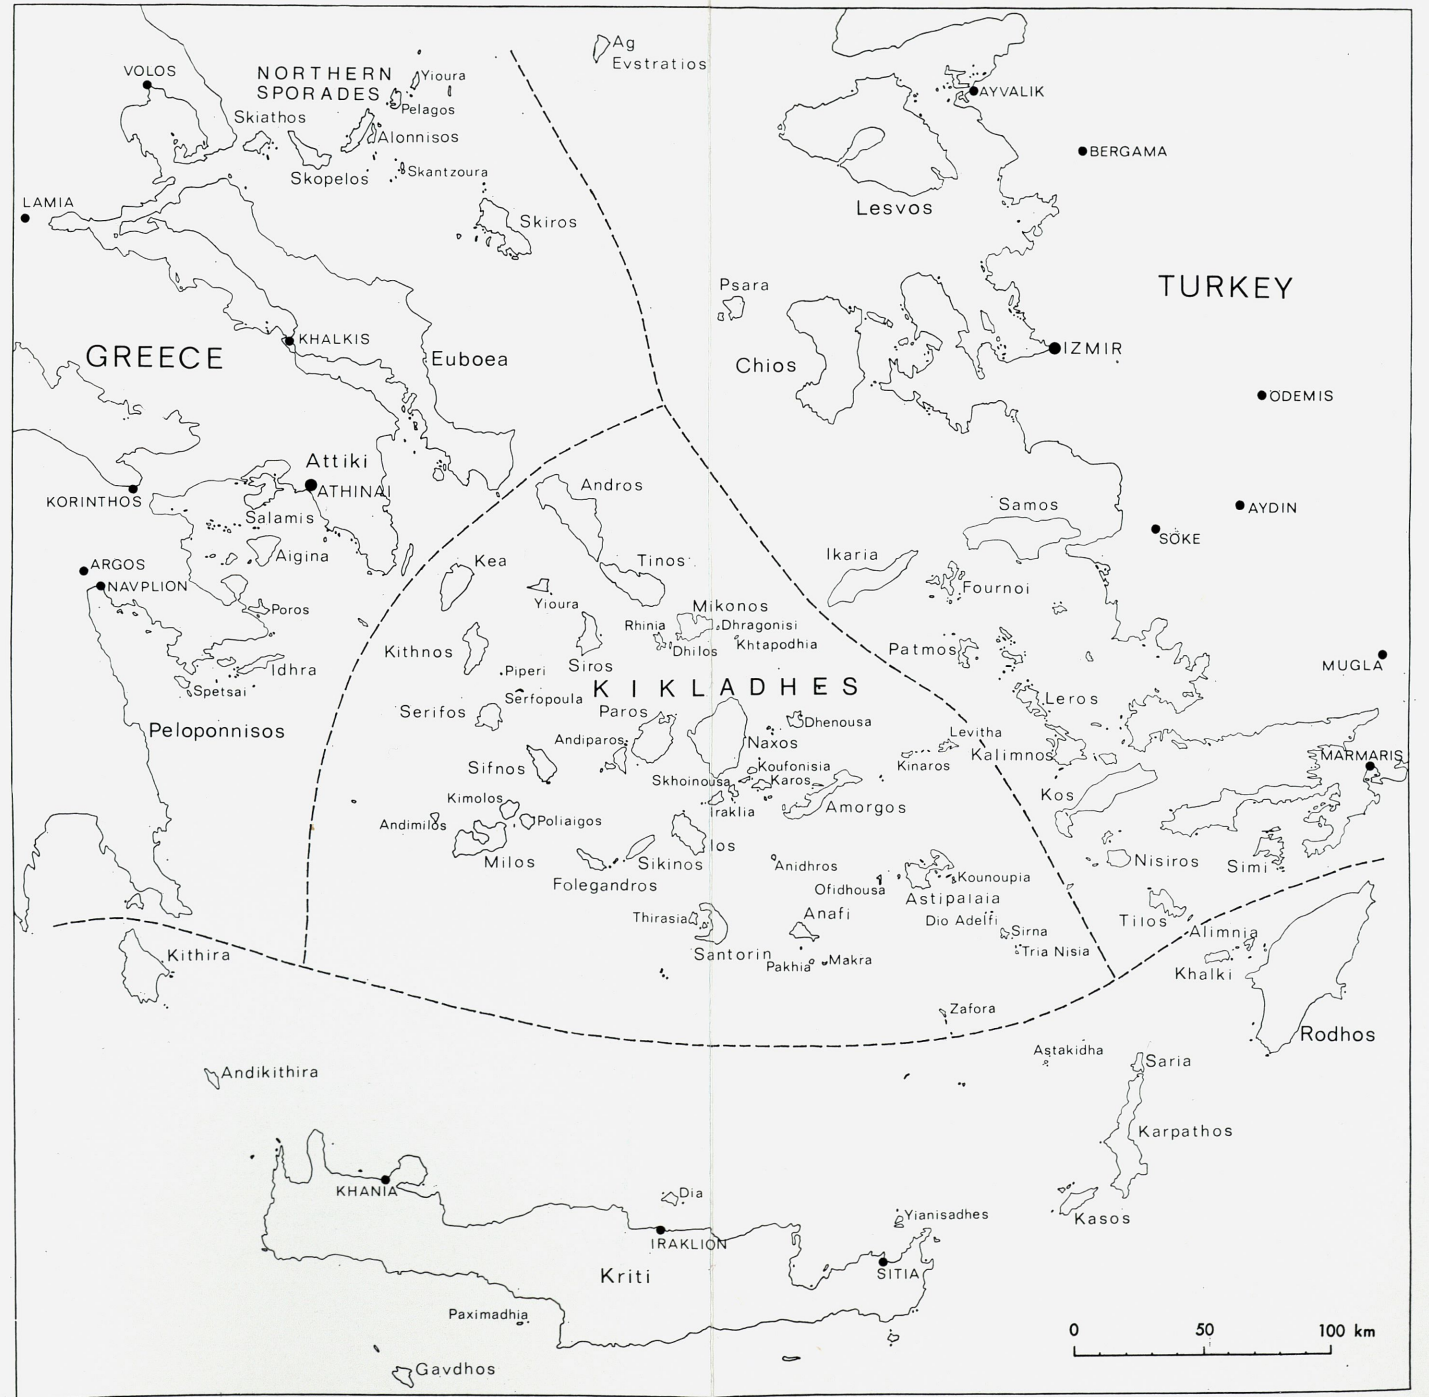 Ag
Evstratios
VOLOS
NORTHERN
SPORADES
Yioura
Pelagos
AYVALIK
Skiathos
Alonnisos
BERGAMA
Skopelos
Skantzoura
LAMIA
Lesvos
Skiros
TURKEY
Psara
KHALKIS
GREECE
Euboea
IZMIR
Chios
ÖDEMIS
Attiki
ATHINAI
KORINTHOS
Andros
Samos
AYDIN
Salamis
SÖKE
Aigina
Ikaria
ARGOS
Kea
Tinos
NAVPLION
Fournoi
Yioura
Mikonos
Poros
Rhinia
Dhragonisi
Khtapodhia
Kithnos
Dhilos
Patmos
Siros
MUGLA
Idhra
Piperi
Spetsai
KIKLADHES
Serfopoula
Leros
Serifos
Paros
Dhenousa
Peloponnisos
Levitha
Andiparos
Naxos
Kalimnos
MARMARIS
Sifnos
Koufonisia
Kinaros
Skhoinousa
Karos
Kos
Kimolos
Amorgos
Iraklia
Andimilos
Poliaigos
Ios
Milos
Sikinos
Anidhros
Nisiros
Simi
Folegandros
Ofidhousa
Kounoupia
Astipalaia
Thirasia
Anafi
Dio Adelfi
Tilos
Sirna
Alimnia
Kithira
Santorin
Tria Nisia
Pakhia
Makra
Khalki
Zafora
Rodhos
Astakidha
Saria
Andikithira
Karpathos
KHANIA
Dia
Yianisadhes
Kasos
IRAKLION
Kriti
SITIA
Paximadhia
0 50 100 km
Gavdhos